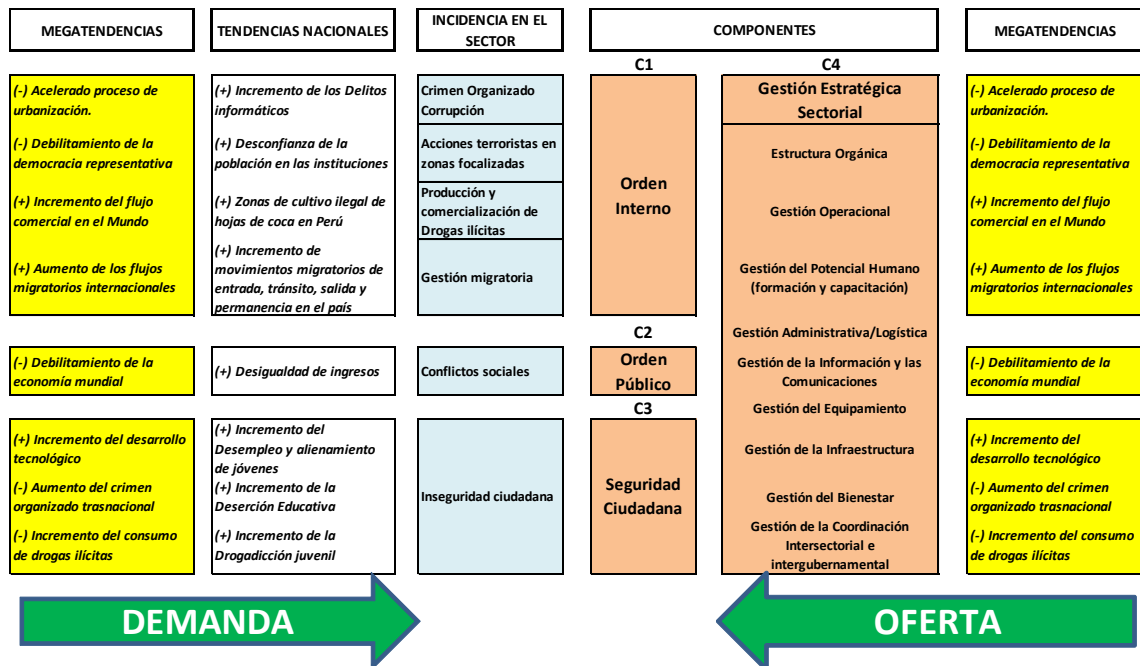 MEGATENDENCIAS
TENDENCIAS NACIONALES
INCIDENCIA EN EL
SECTOR
COMPONENTES
MEGATENDENCIAS
(-) Acelerado proceso de
urbanización.
(-) Debilitamiento de la
democracia representativa
(+) Incremento del flujo
comercial en el Mundo
(+) Aumento de los flujos
migratorios internacionales
(-) Debilitamiento de la
economía mundial
(+) Incremento del desarrollo
tecnológico
(-) Aumento del crimen
organizado trasnacional
(-) Incremento del consumo
de drogas ilícitas
(+) Incremento de los Delitos
informáticos
(+) Desconfianza de la
población en las instituciones
(+) Zonas de cultivo ilegal de
hojas de coca en Perú
(+) Incremento de
movimientos migratorios de
entrada, tránsito, salida y
permanencia en el país
(+) Desigualdad de ingresos
(+) Incremento del
Desempleo y alienamiento de
jóvenes
(+) Incremento de la
Deserción Educativa
(+) Incremento de la
Drogadicción juvenil
Crimen Organizado
Corrupción
Acciones terroristas en
zonas focalizadas
Producción y
comercialización de
Drogas ilícitas
Gestión migratoria
Conflictos sociales
Inseguridad ciudadana
C1
Orden
Interno
C2
Orden
Público
C3
Seguridad
Ciudadana
C4
Gestión Estratégica
Sectorial
Estructura Orgánica
Gestión Operacional
Gestión del Potencial Humano
(formación y capacitación)
Gestión Administrativa/Logística
Gestión de la Información y las
Comunicaciones
Gestión del Equipamiento
Gestión de la Infraestructura
Gestión del Bienestar
Gestión de la Coordinación
Intersectorial e
intergubernamental
(-) Acelerado proceso de
urbanización.
(-) Debilitamiento de la
democracia representativa
(+) Incremento del flujo
comercial en el Mundo
(+) Aumento de los flujos
migratorios internacionales
(-) Debilitamiento de la
economía mundial
(+) Incremento del
desarrollo tecnológico
(-) Aumento del crimen
organizado trasnacional
(-) Incremento del consumo
de drogas ilícitas
DEMANDA
OFERTA